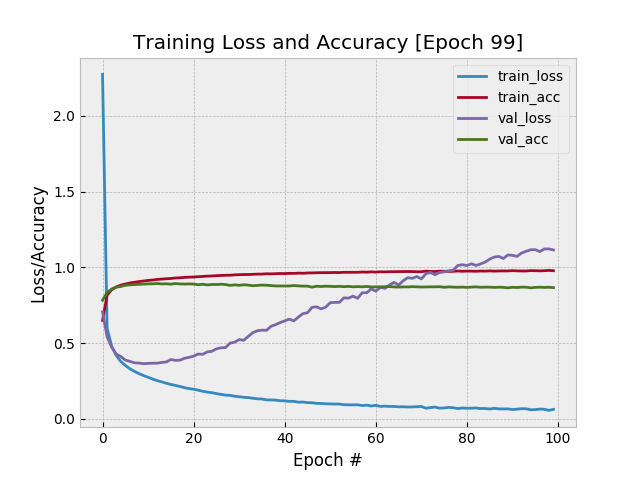 Training Loss and Accuracy [Epoch 99]
train_loss
train_acc
val_loss
val_acc
2.0
1.5
1.0
0.5
0.0
Loss/Accuracy
0 20 40 60 80 100
Epoch #